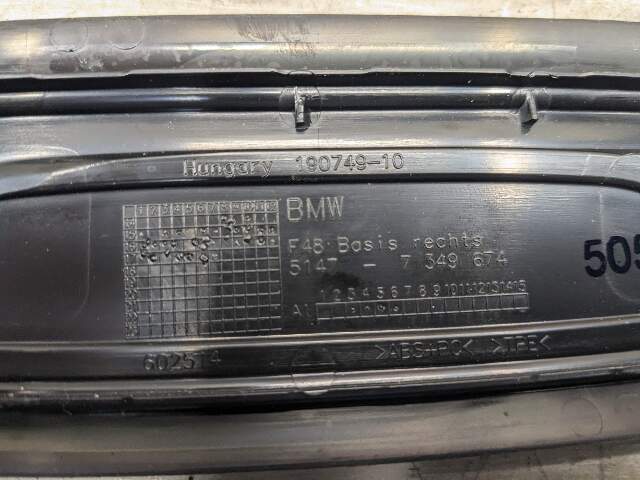 Hungary 190749-10
BMW
F48 Basis rechts
5147 - 7 349 674
505
1 2 3 4 5 6 7 8 9 10 11 12 13 14 15
A1
602514
>ABS+PC< >TPE<